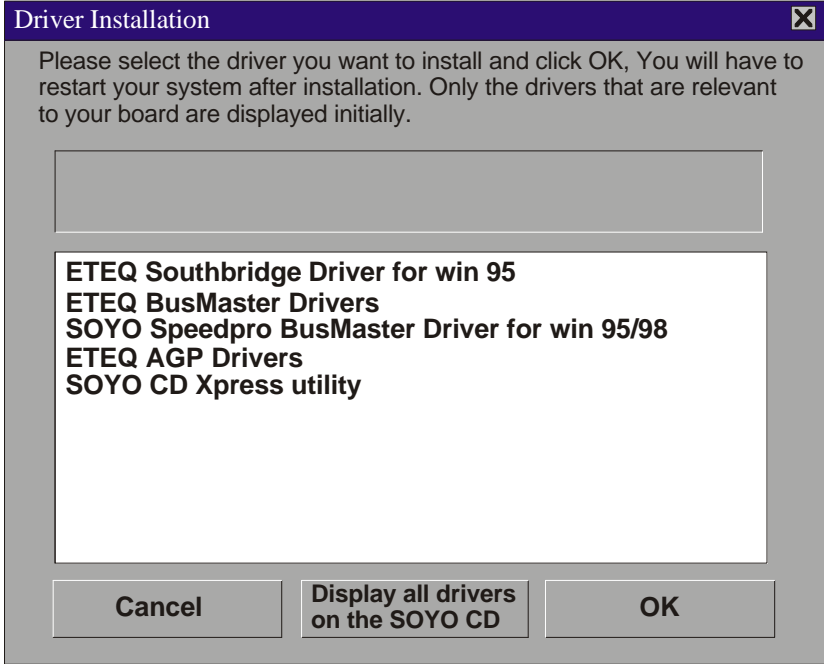 Driver Installation
Please select the driver you want to install and click OK, You will have to
restart your system after installation. Only the drivers that are relevant
to your board are displayed initially.
ETEQ Southbridge Driver for win 95
ETEQ BusMaster Drivers
SOYO Speedpro BusMaster Driver for win 95/98
ETEQ AGP Drivers
SOYO CD Xpress utility
Cancel
Display all drivers
on the SOYO CD
OK